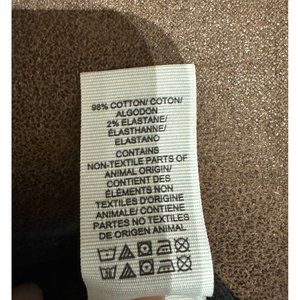 98% COTTON/ COTON/
ALGODON
2% ELASTANE/
ÉLASTHANNE/
ELASTANO
CONTAINS
NON-TEXTILE PARTS OF
ANIMAL ORIGIN/
CONTIENT DES
ÉLÉMENTS NON
TEXTILES D'ORIGINE
ANIMALE/ CONTIENE
PARTES NO TEXTILES
DE ORIGEN ANIMAL